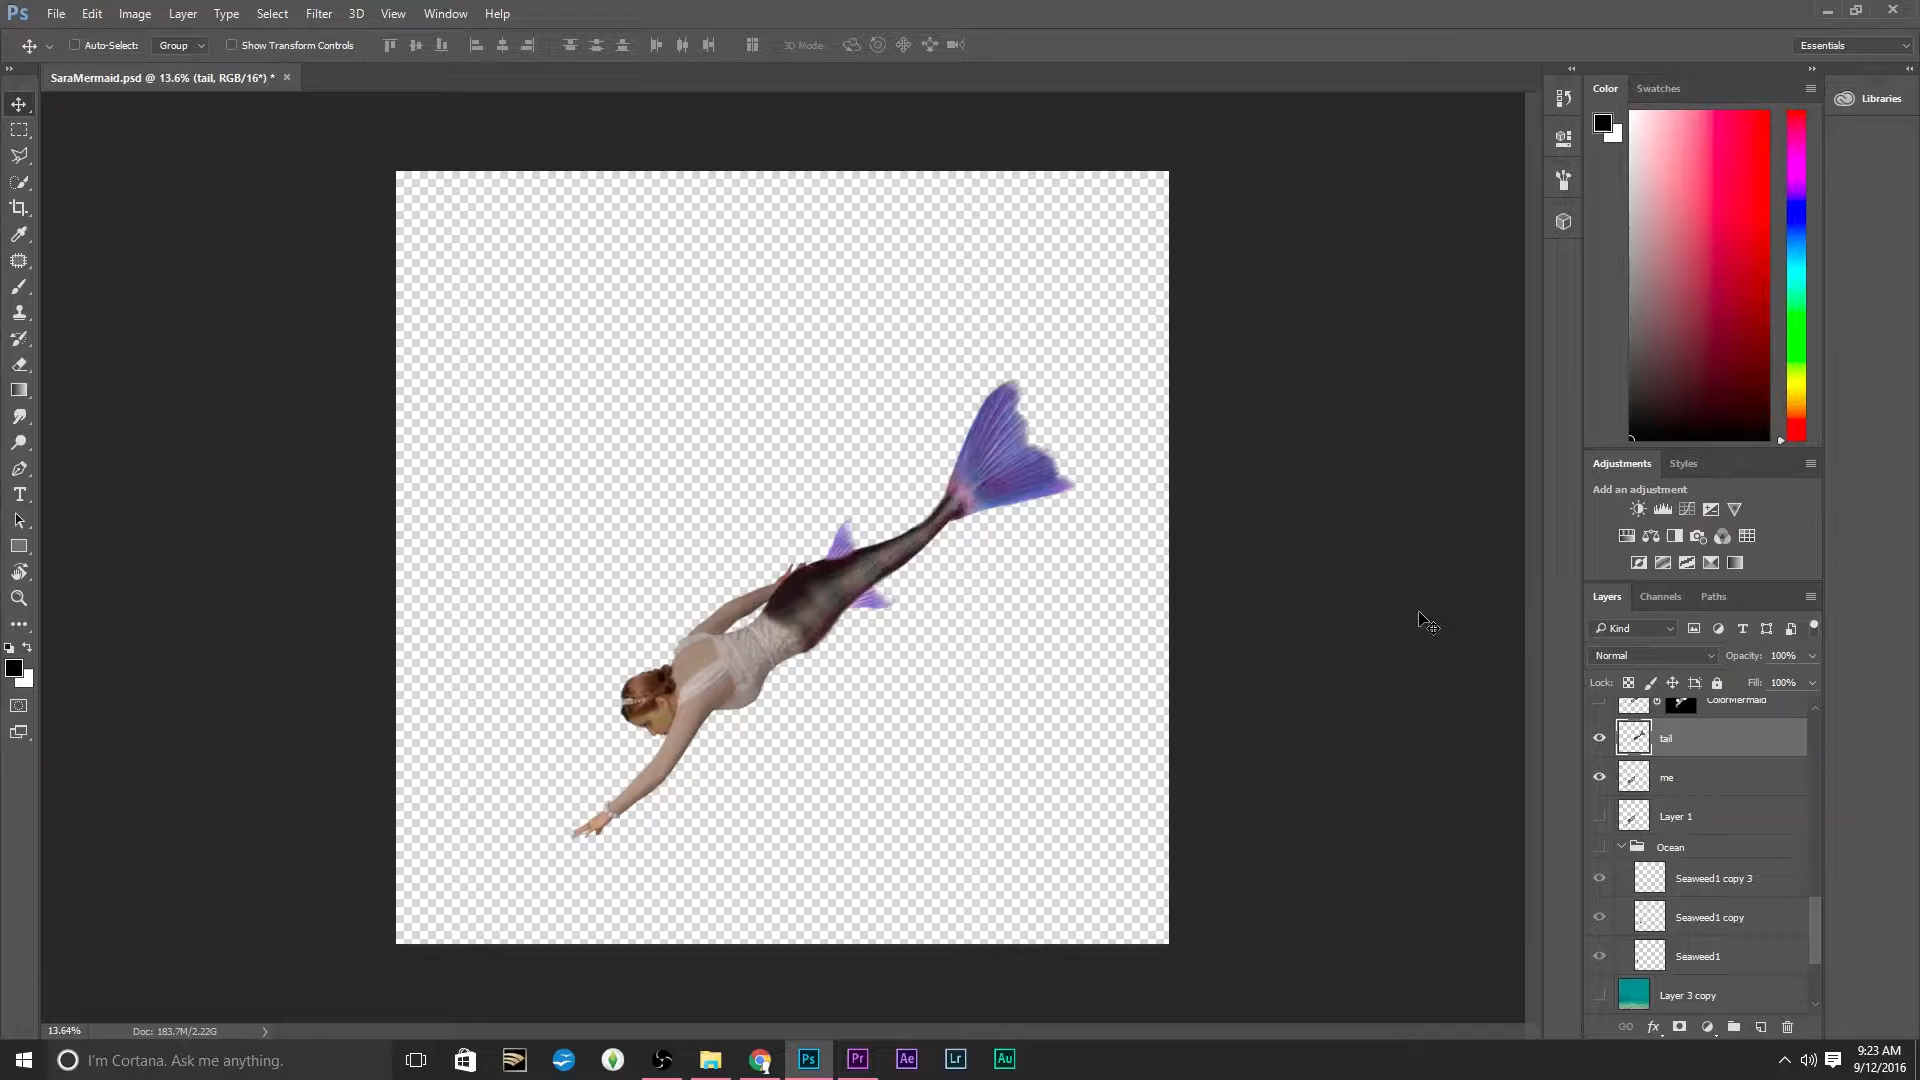 Ps File Edit Image Layer Type Select Filter 3D View Window Help
Auto-Select: Group Show Transform Controls 3D Mode: Essentials
SaraMermaid.psd @ 13.6% (tail, RGB/16*) * ×
Color Swatches
Libraries
Adjustments Styles
Add an adjustment
Layers Channels Paths
Kind
Normal Opacity: 100%
Lock: Fill: 100%
ColorMermaid
tail
me
Layer 1
Ocean
Seaweed1 copy 3
Seaweed1 copy
Seaweed1
Layer 3 copy
fx
13.64% Doc: 183.7M/2.22G
I'm Cortana. Ask me anything.
Ps Pr Ae Lr Au
9:23 AM
9/12/2016